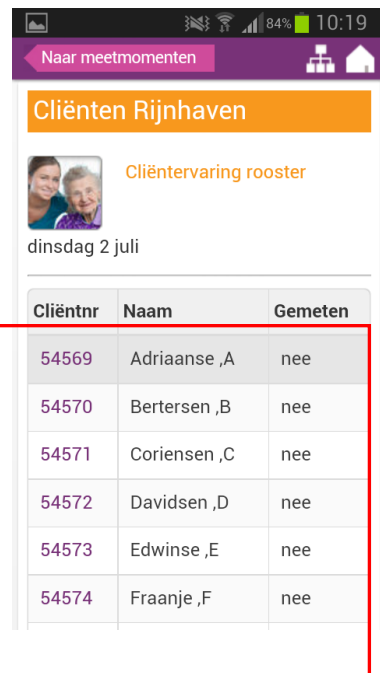 84% 10:19
Naar meetmomenten
Cliënten Rijnhaven
Cliëntervaring rooster
dinsdag 2 juli
Cliëntnr Naam Gemeten
54569 Adriaanse ,A nee
54570 Bertersen ,B nee
54571 Coriensen ,C nee
54572 Davidsen ,D nee
54573 Edwinse ,E nee
54574 Fraanje ,F nee